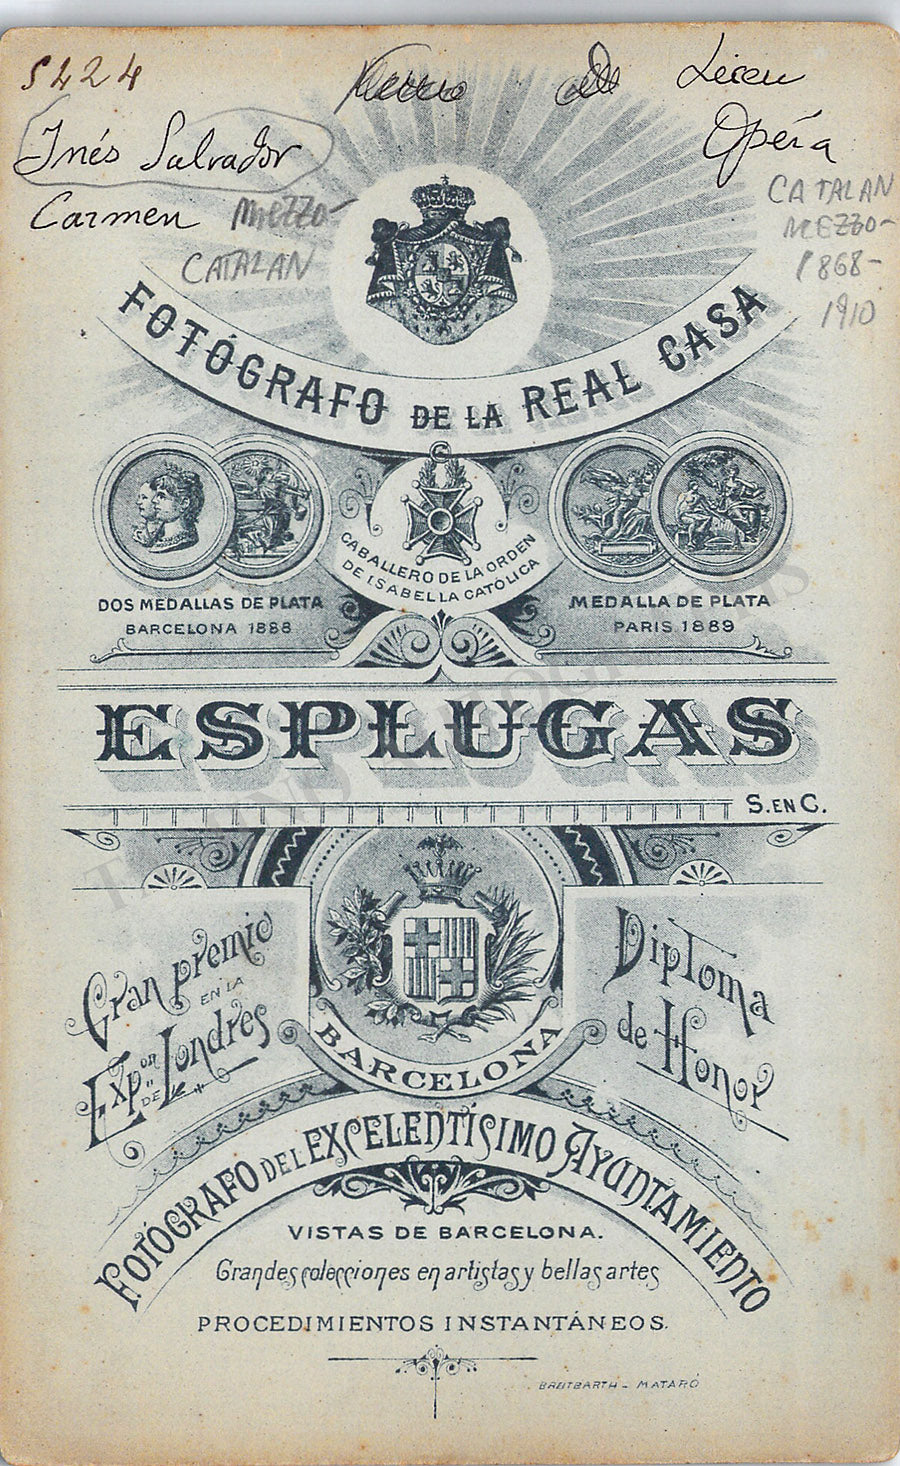 5424
de Liceu
Opéra
Inés Salvador
Carmen MEZZO-
CATALAN
CATALAN
MEZZO-
1868-
1910
FOTÓGRAFO DE LA REAL CASA
CABALLERO DE LA ORDEN
DE ISABEL LA CATÓLICA
DOS MEDALLAS DE PLATA
BARCELONA 1888
MEDALLA DE PLATA
PARIS 1889
ESPLUGAS
S. EN C.
Gran premio
EN LA
Expon DE Londres
Diploma
de Honor
BARCELONA
FOTÓGRAFO DEL EXCELENTÍSIMO AYUNTAMIENTO
VISTAS DE BARCELONA.
Grandes colecciones en artistas y bellas artes
PROCEDIMIENTOS INSTANTÁNEOS.
BREITBARTH - MATARÓ